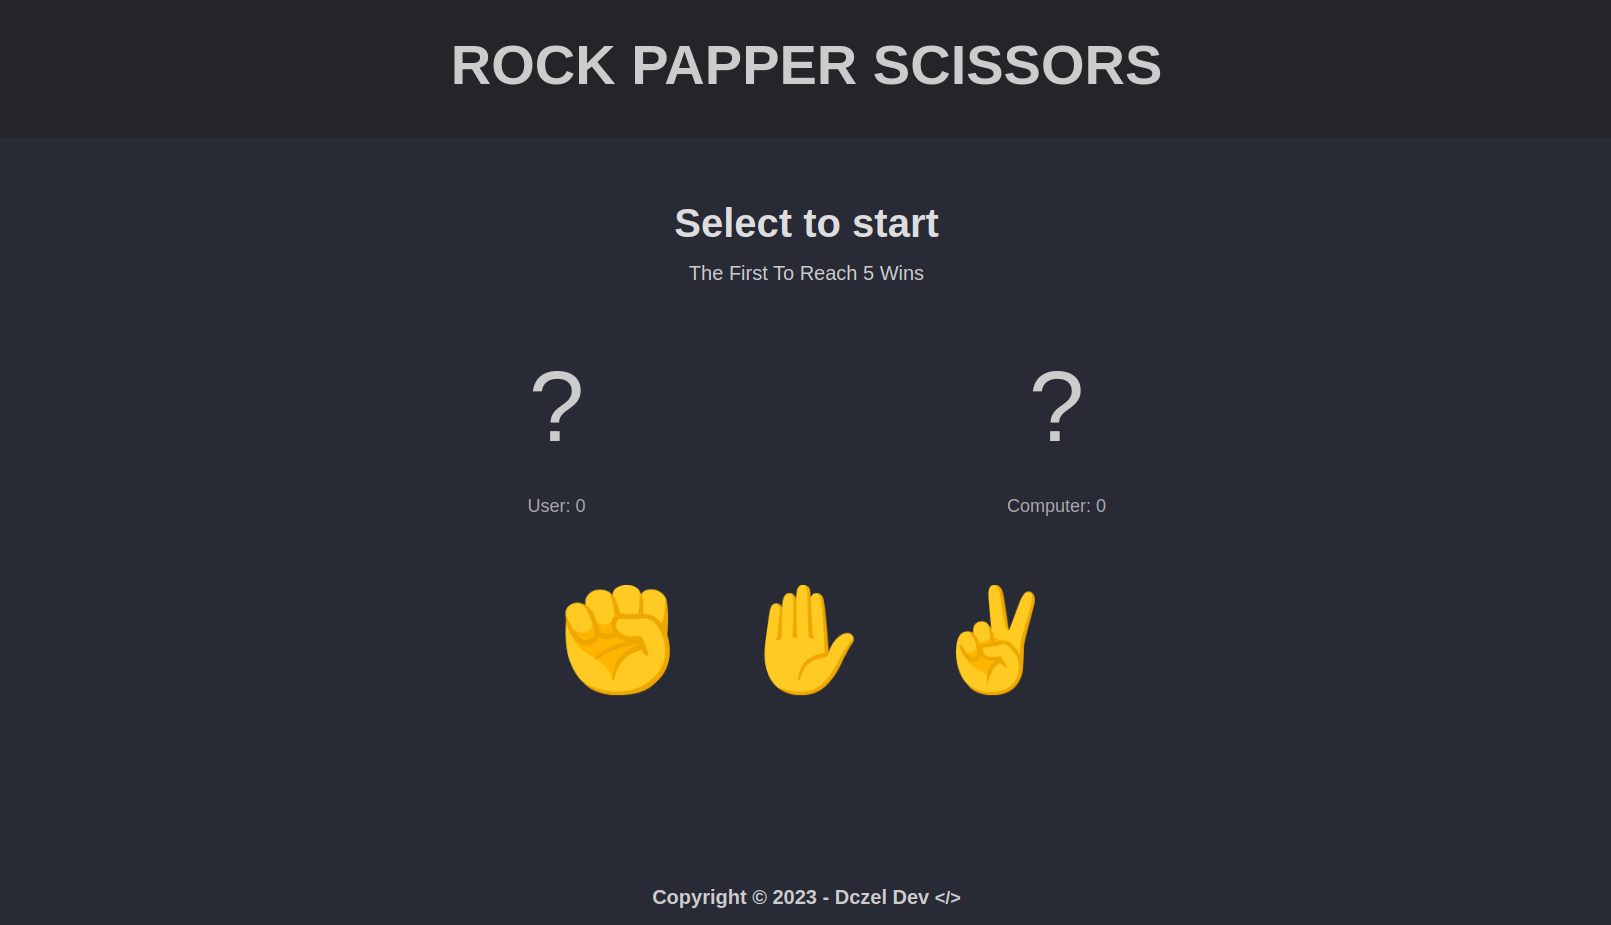 ROCK PAPPER SCISSORS
Select to start
The First To Reach 5 Wins
? ?
User: 0 Computer: 0
Copyright © 2023 - Dczel Dev </>